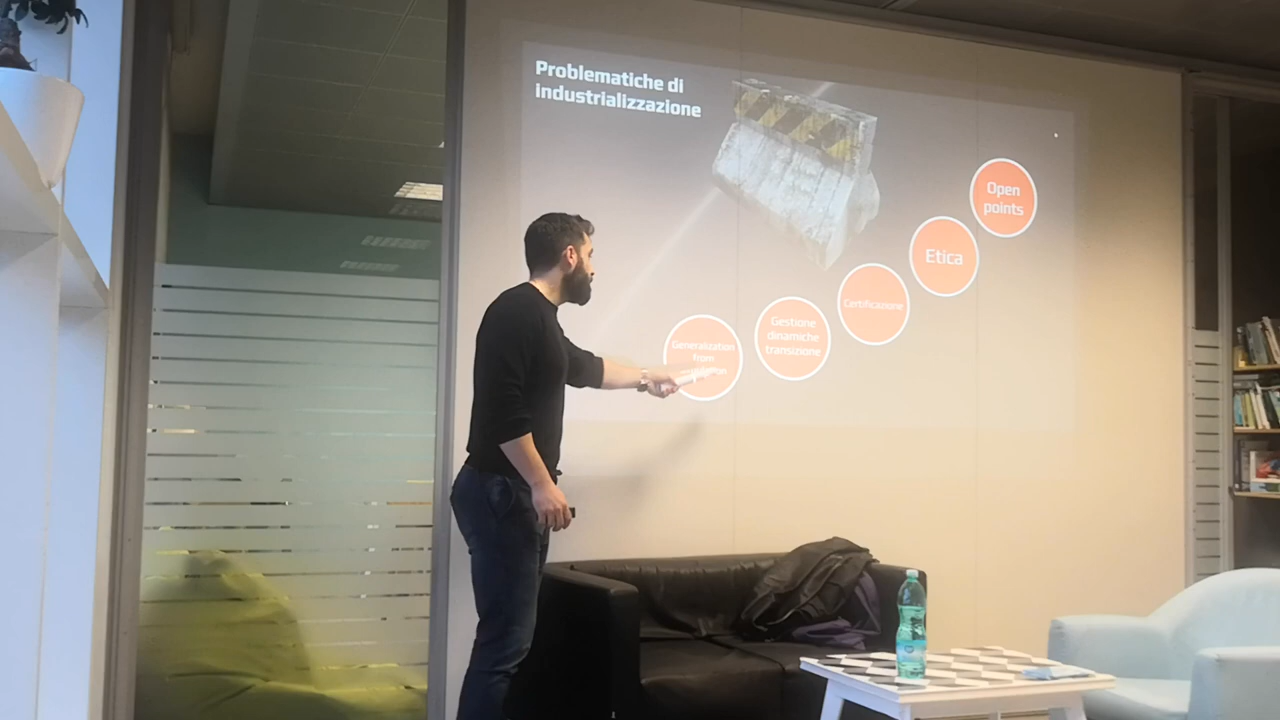 Problematiche di
industrializzazione
Generalization
from
Gestione
dinamiche
transizione
Certificazione
Etica
Open
points